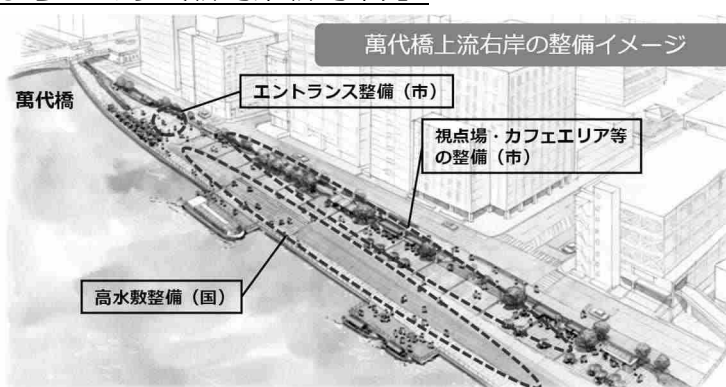 萬代橋上流右岸の整備イメージ
萬代橋
エントランス整備（市）
視点場・カフェエリア等
の整備（市）
高水敷整備（国）